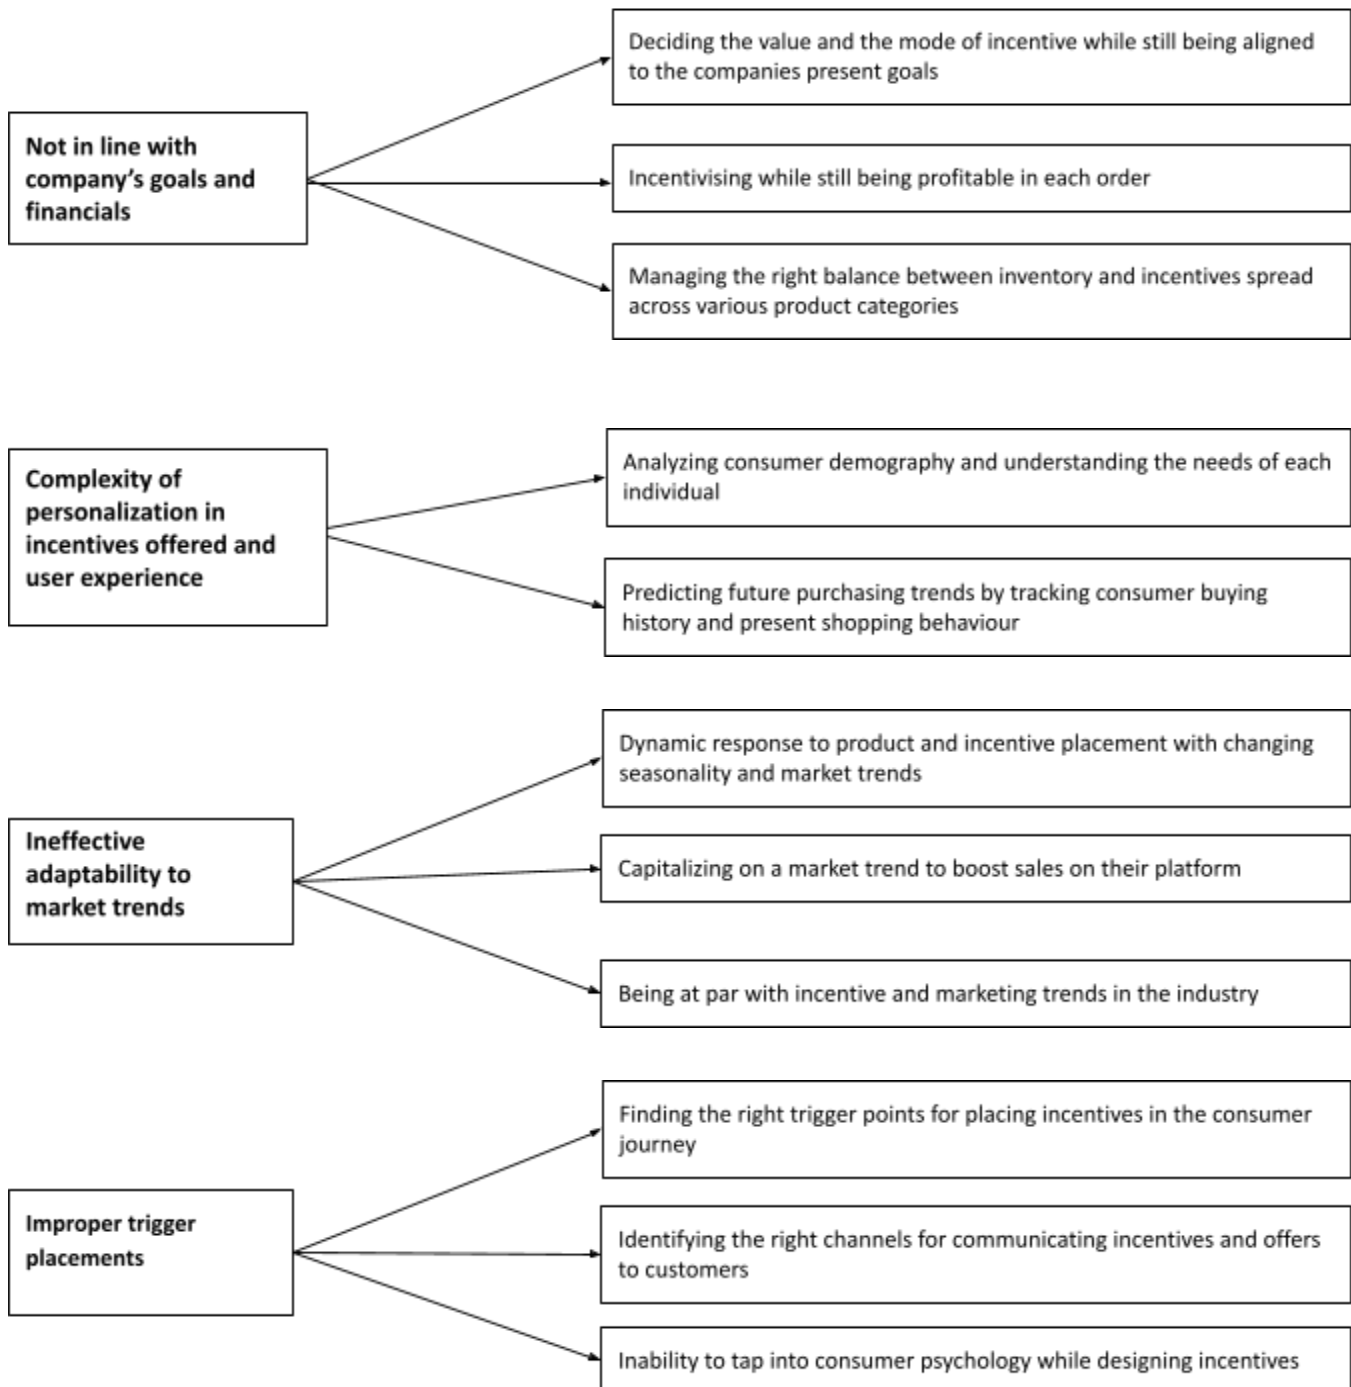 Deciding the value and the mode of incentive while still being aligned
to the companies present goals
Not in line with
company's goals and
financials
Incentivising while still being profitable in each order
Managing the right balance between inventory and incentives spread
across various product categories
Complexity of
personalization in
incentives offered and
user experience
Analyzing consumer demography and understanding the needs of each
individual
Predicting future purchasing trends by tracking consumer buying
history and present shopping behaviour
Dynamic response to product and incentive placement with changing
seasonality and market trends
Ineffective
adaptability to
market trends
Capitalizing on a market trend to boost sales on their platform
Being at par with incentive and marketing trends in the industry
Finding the right trigger points for placing incentives in the consumer
journey
Improper trigger
placements
Identifying the right channels for communicating incentives and offers
to customers
Inability to tap into consumer psychology while designing incentives